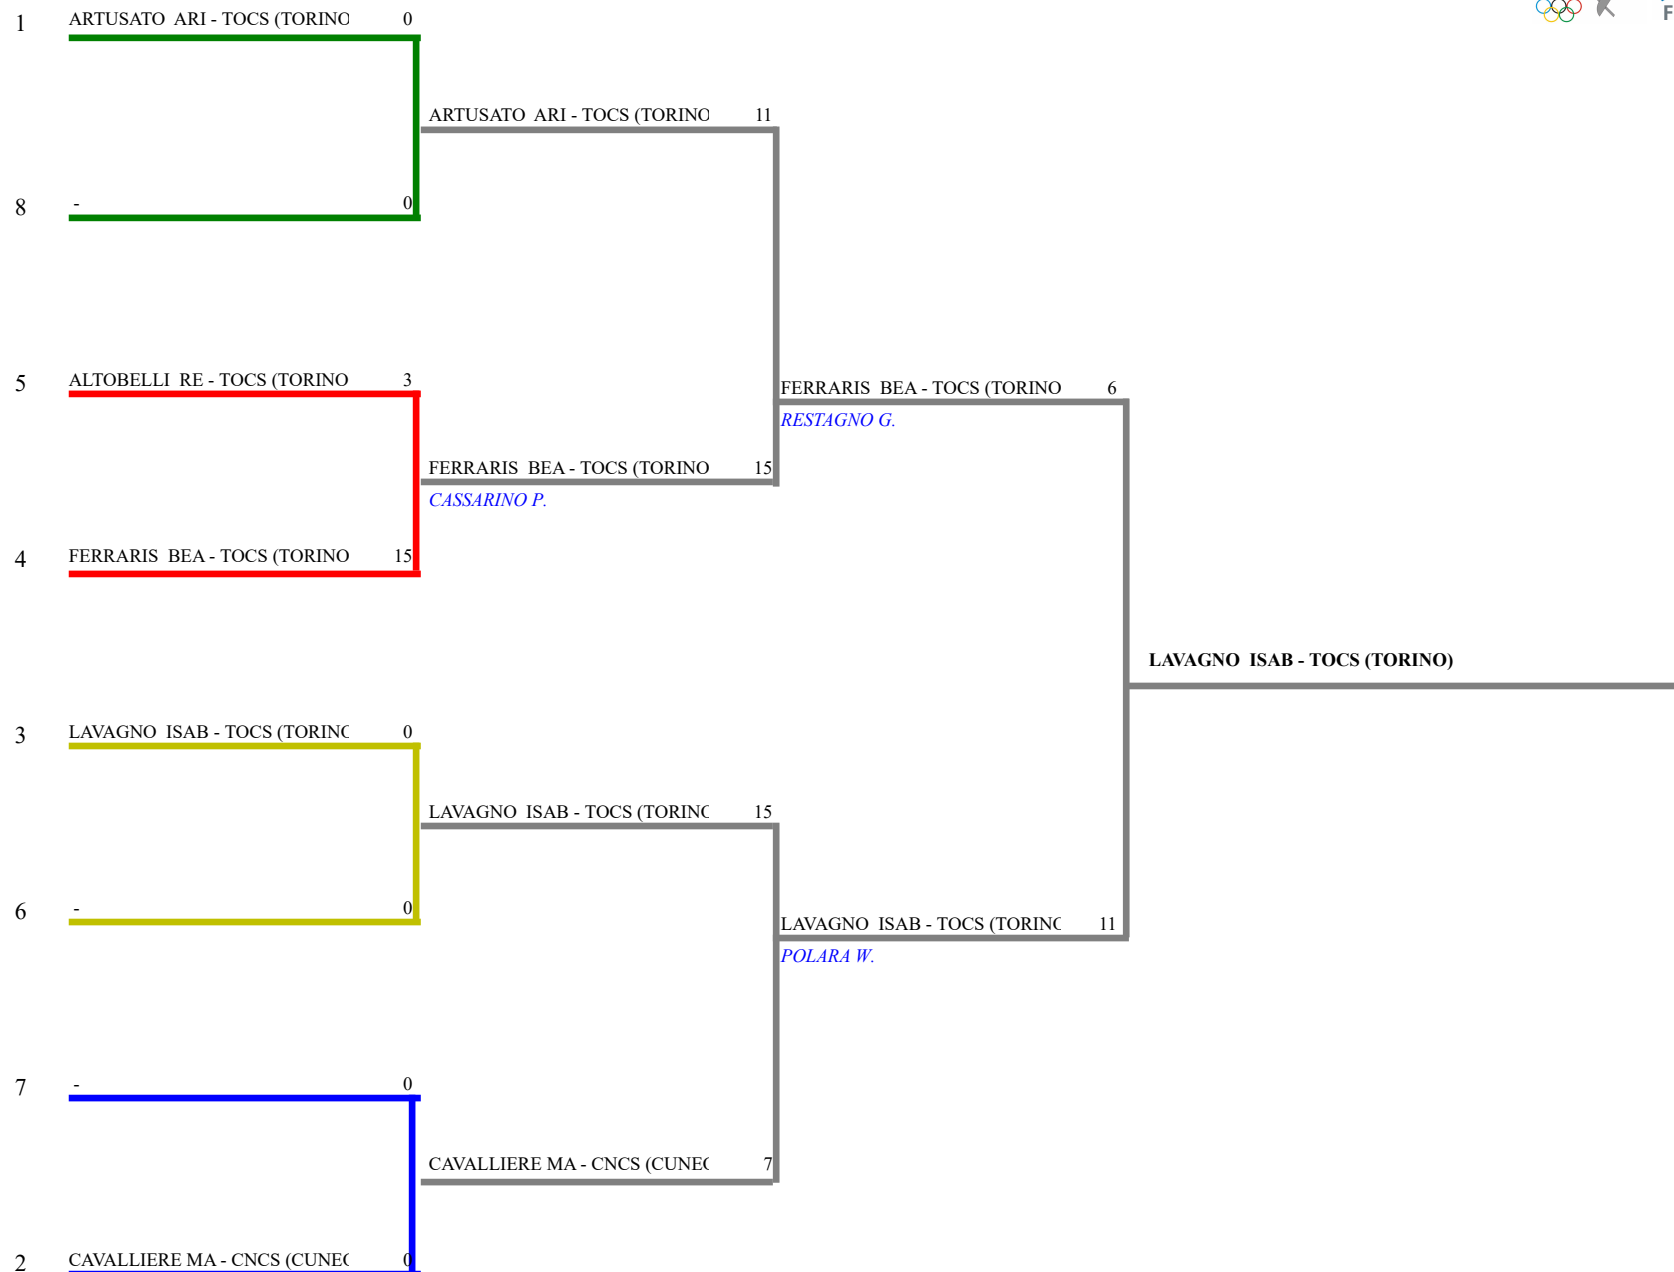 1 ARTUSATO ARI - TOCS (TORINO 0
ARTUSATO ARI - TOCS (TORINO 11
8 - 0
5 ALTOBELLI RE - TOCS (TORINO 3
FERRARIS BEA - TOCS (TORINO 6
RESTAGNO G.
FERRARIS BEA - TOCS (TORINO 15
CASSARINO P.
4 FERRARIS BEA - TOCS (TORINO 15
LAVAGNO ISAB - TOCS (TORINO)
3 LAVAGNO ISAB - TOCS (TORINO 0
LAVAGNO ISAB - TOCS (TORINO 15
6 - 0
LAVAGNO ISAB - TOCS (TORINO 11
POLARA W.
7 - 0
CAVALLIERE MA - CNCS (CUNEO 7
2 CAVALLIERE MA - CNCS (CUNEO 0